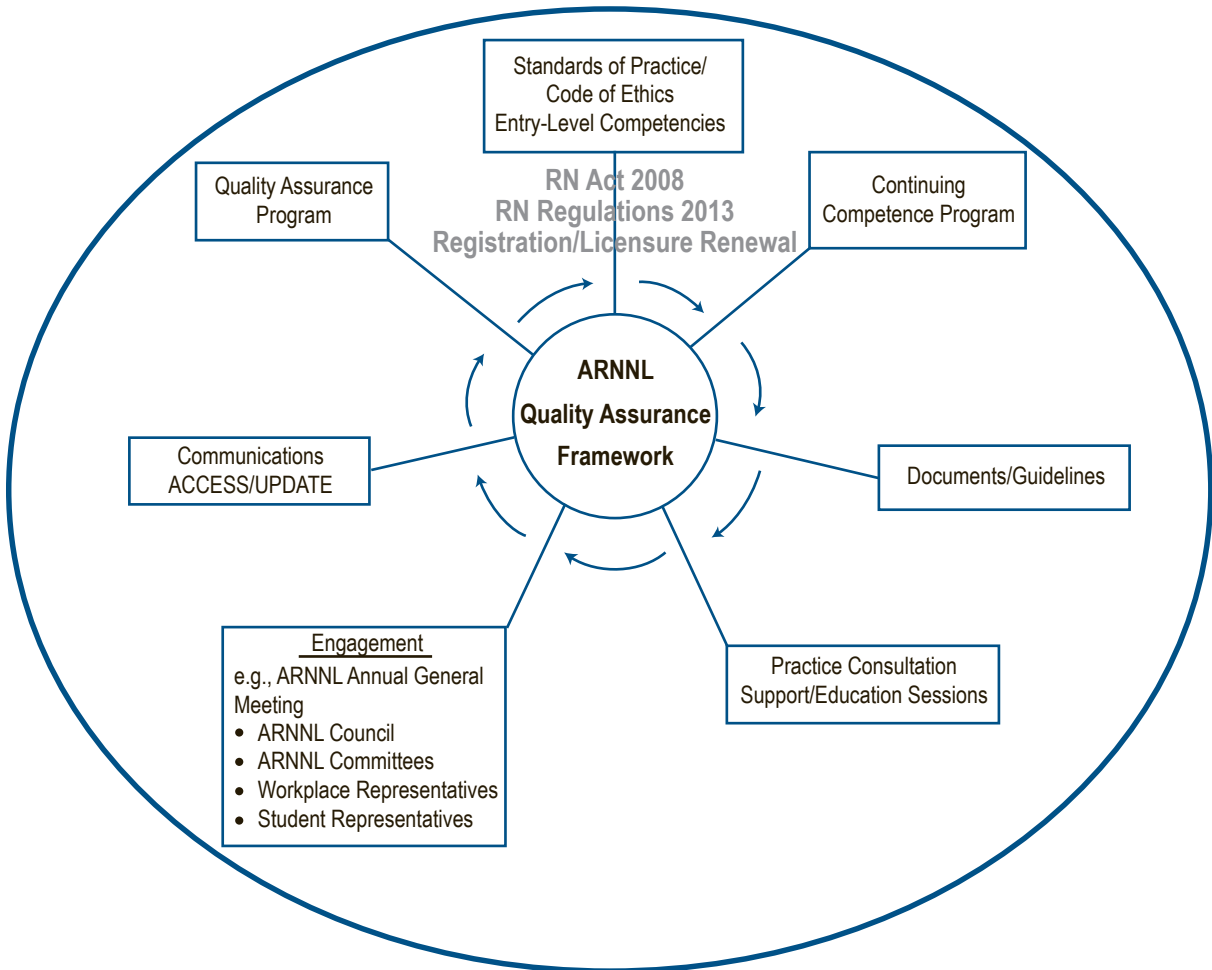 Standards of Practice/
Code of Ethics
Entry-Level Competencies
Quality Assurance
Program
RN Act 2008
RN Regulations 2013
Registration/Licensure Renewal
Continuing
Competence Program
ARNNL
Quality Assurance
Framework
Communications
ACCESS/UPDATE
Documents/Guidelines
Engagement
e.g., ARNNL Annual General
Meeting
• ARNNL Council
• ARNNL Committees
• Workplace Representatives
• Student Representatives
Practice Consultation
Support/Education Sessions